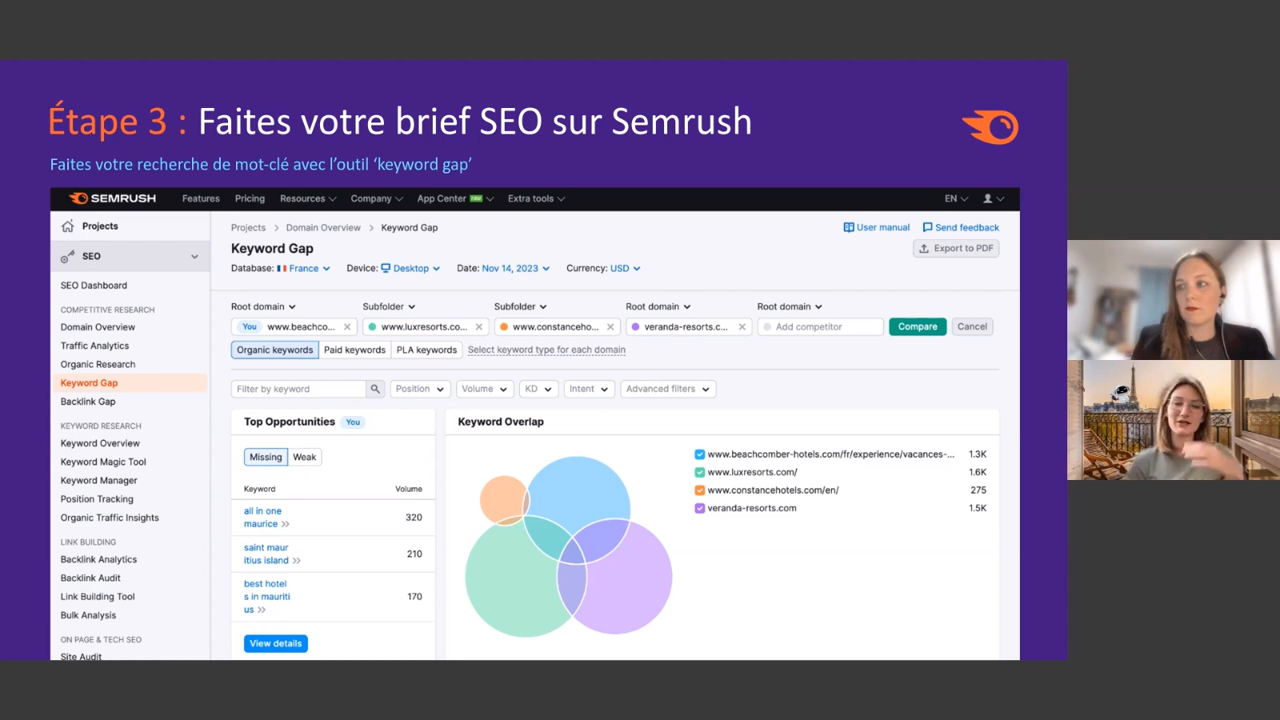 Étape 3 : Faites votre brief SEO sur Semrush
Faites votre recherche de mot-clé avec l'outil ‘keyword gap’
SEMRUSH Features Pricing Resources Company App Center NEW Extra tools EN
Projects
SEO
SEO Dashboard
COMPETITIVE RESEARCH
Domain Overview
Traffic Analytics
Organic Research
Keyword Gap
Backlink Gap
KEYWORD RESEARCH
Keyword Overview
Keyword Magic Tool
Keyword Manager
Position Tracking
Organic Traffic Insights
LINK BUILDING
Backlink Analytics
Backlink Audit
Link Building Tool
Bulk Analysis
ON PAGE & TECH SEO
Site Audit
Projects > Domain Overview > Keyword Gap
User manual Send feedback
Keyword Gap
Export to PDF
Database: France Device: Desktop Date: Nov 14, 2023 Currency: USD
Root domain Subfolder Subfolder Root domain Root domain
You www.beachco... www.luxresorts.co... www.constanceho... veranda-resorts.c... Add competitor Compare Cancel
Organic keywords Paid keywords PLA keywords Select keyword type for each domain
Filter by keyword Position Volume KD Intent Advanced filters
Top Opportunities You
Missing Weak
Keyword Volume
all in one
maurice >> 320
saint maur
itius island >> 210
best hotel
s in mauriti
us >> 170
View details
Keyword Overlap
www.beachcomber-hotels.com/fr/experience/vacances-... 1.3K
www.luxresorts.com/ 1.6K
www.constancehotels.com/en/ 275
veranda-resorts.com 1.5K